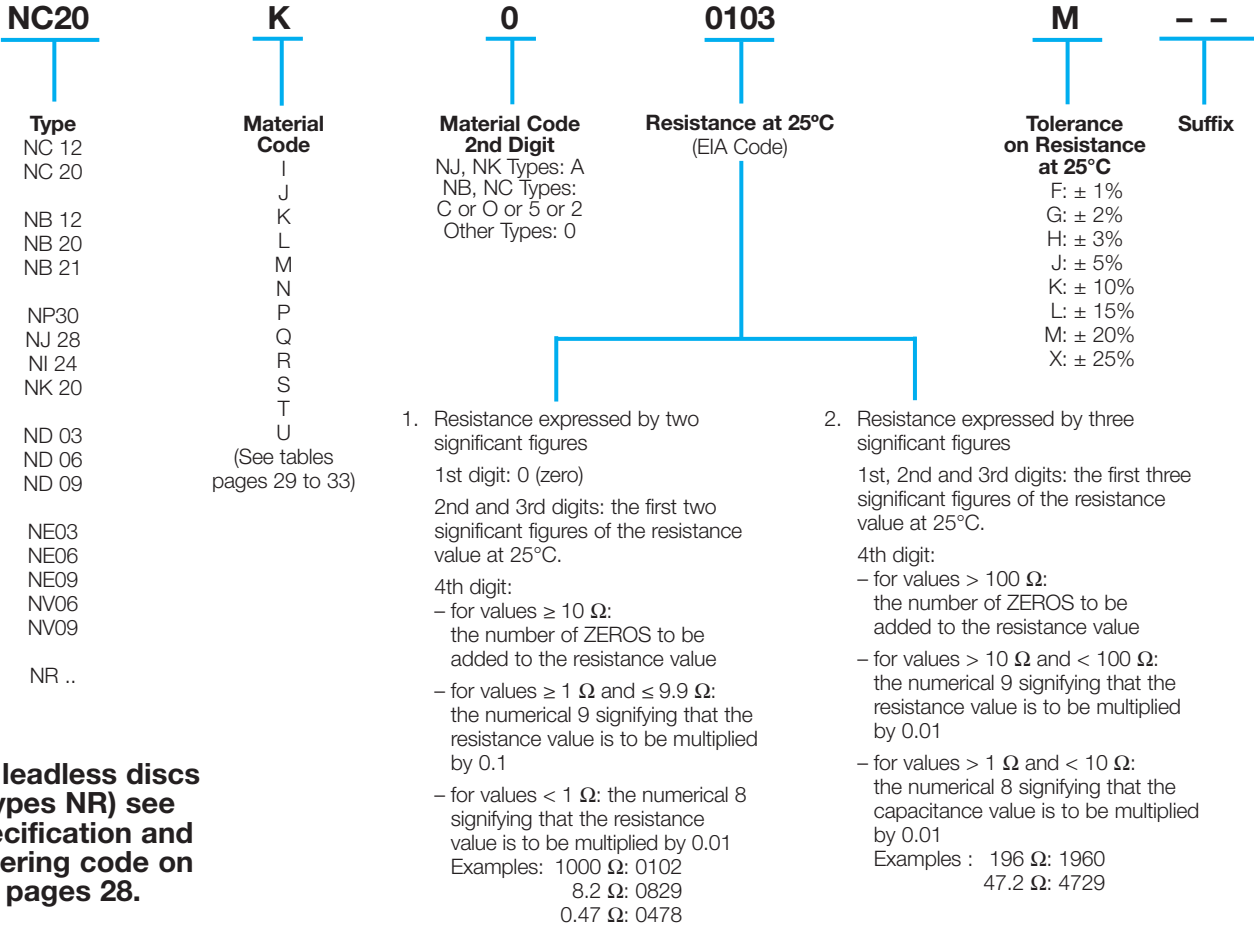 NC20 K 0 0103 M – –
Type
NC 12
NC 20
NB 12
NB 20
NB 21
NP30
NJ 28
NI 24
NK 20
ND 03
ND 06
ND 09
NE03
NE06
NE09
NV06
NV09
NR ..
leadless discs
ypes NR) see
ecification and
ering code on
pages 28.
Material
Code
I
J
K
L
M
N
P
Q
R
S
T
U
(See tables
pages 29 to 33)
Material Code
2nd Digit
NJ, NK Types: A
NB, NC Types:
C or O or 5 or 2
Other Types: 0
Resistance at 25ºC
(EIA Code)
1. Resistance expressed by two
significant figures
1st digit: 0 (zero)
2nd and 3rd digits: the first two
significant figures of the resistance
value at 25°C.
4th digit:
– for values ≥ 10 Ω:
the number of ZEROS to be
added to the resistance value
– for values ≥ 1 Ω and ≤ 9.9 Ω:
the numerical 9 signifying that the
resistance value is to be multiplied
by 0.1
– for values < 1 Ω: the numerical 8
signifying that the resistance
value is to be multiplied by 0.01
Examples: 1000 Ω: 0102
8.2 Ω: 0829
0.47 Ω: 0478
2. Resistance expressed by three
significant figures
1st, 2nd and 3rd digits: the first three
significant figures of the resistance
value at 25°C.
4th digit:
– for values > 100 Ω:
the number of ZEROS to be
added to the resistance value
– for values > 10 Ω and < 100 Ω:
the numerical 9 signifying that the
resistance value is to be multiplied
by 0.01
– for values > 1 Ω and < 10 Ω:
the numerical 8 signifying that the
capacitance value is to be multiplied
by 0.01
Examples : 196 Ω: 1960
47.2 Ω: 4729
Tolerance
on Resistance
at 25°C
F: ± 1%
G: ± 2%
H: ± 3%
J: ± 5%
K: ± 10%
L: ± 15%
M: ± 20%
X: ± 25%
Suffix